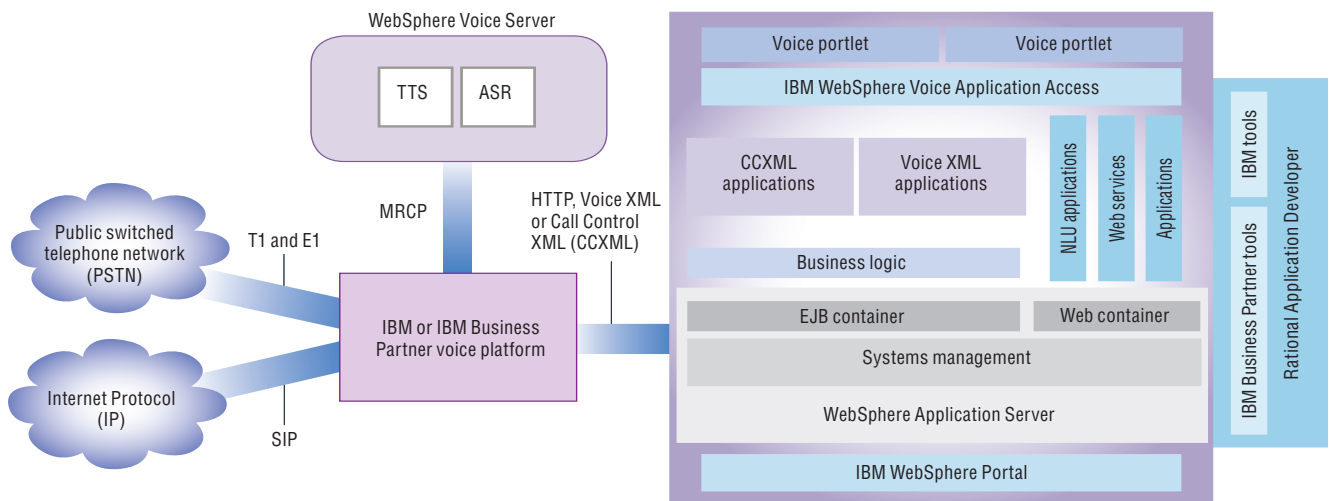 WebSphere Voice Server
TTS
ASR
MRCP
Public switched
telephone network
(PSTN)
T1 and E1
Internet Protocol
(IP)
SIP
IBM or IBM Business
Partner voice platform
HTTP, Voice XML
or Call Control
XML (CCXML)
Voice portlet
Voice portlet
IBM WebSphere Voice Application Access
CCXML
applications
Voice XML
applications
NLU applications
Web services
Applications
Business logic
EJB container
Web container
Systems management
WebSphere Application Server
IBM WebSphere Portal
IBM tools
IBM Business Partner tools
Rational Application Developer